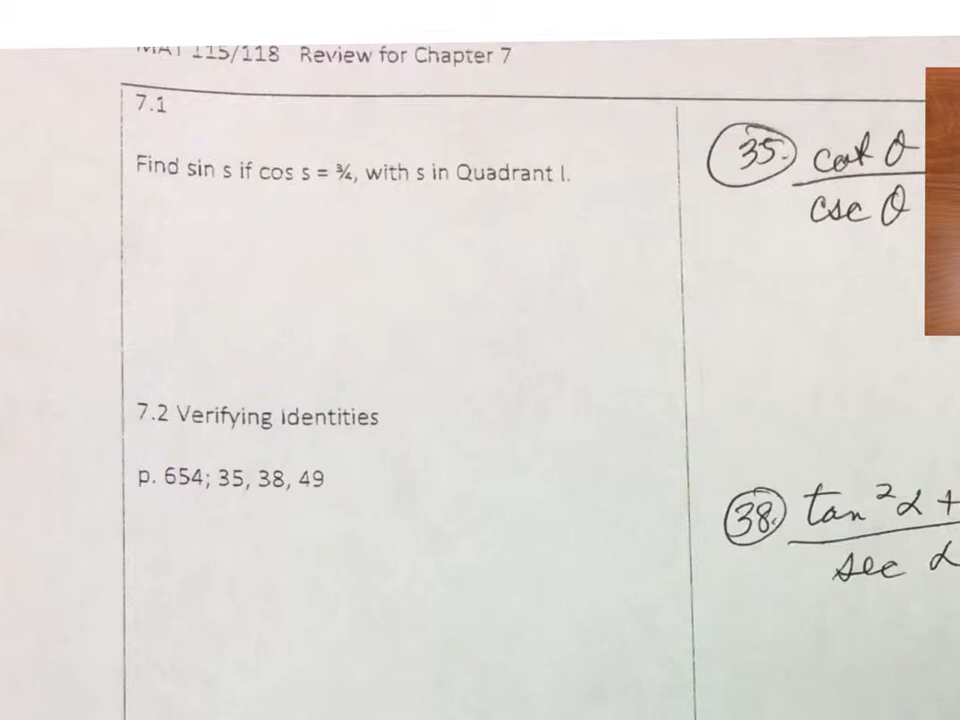 MAT 115/118 Review for Chapter 7
7.1
Find sin s if cos s = ¾, with s in Quadrant I.
7.2 Verifying Identities
p. 654; 35, 38, 49
35. cot θ
csc θ
38. tan²α +
sec α